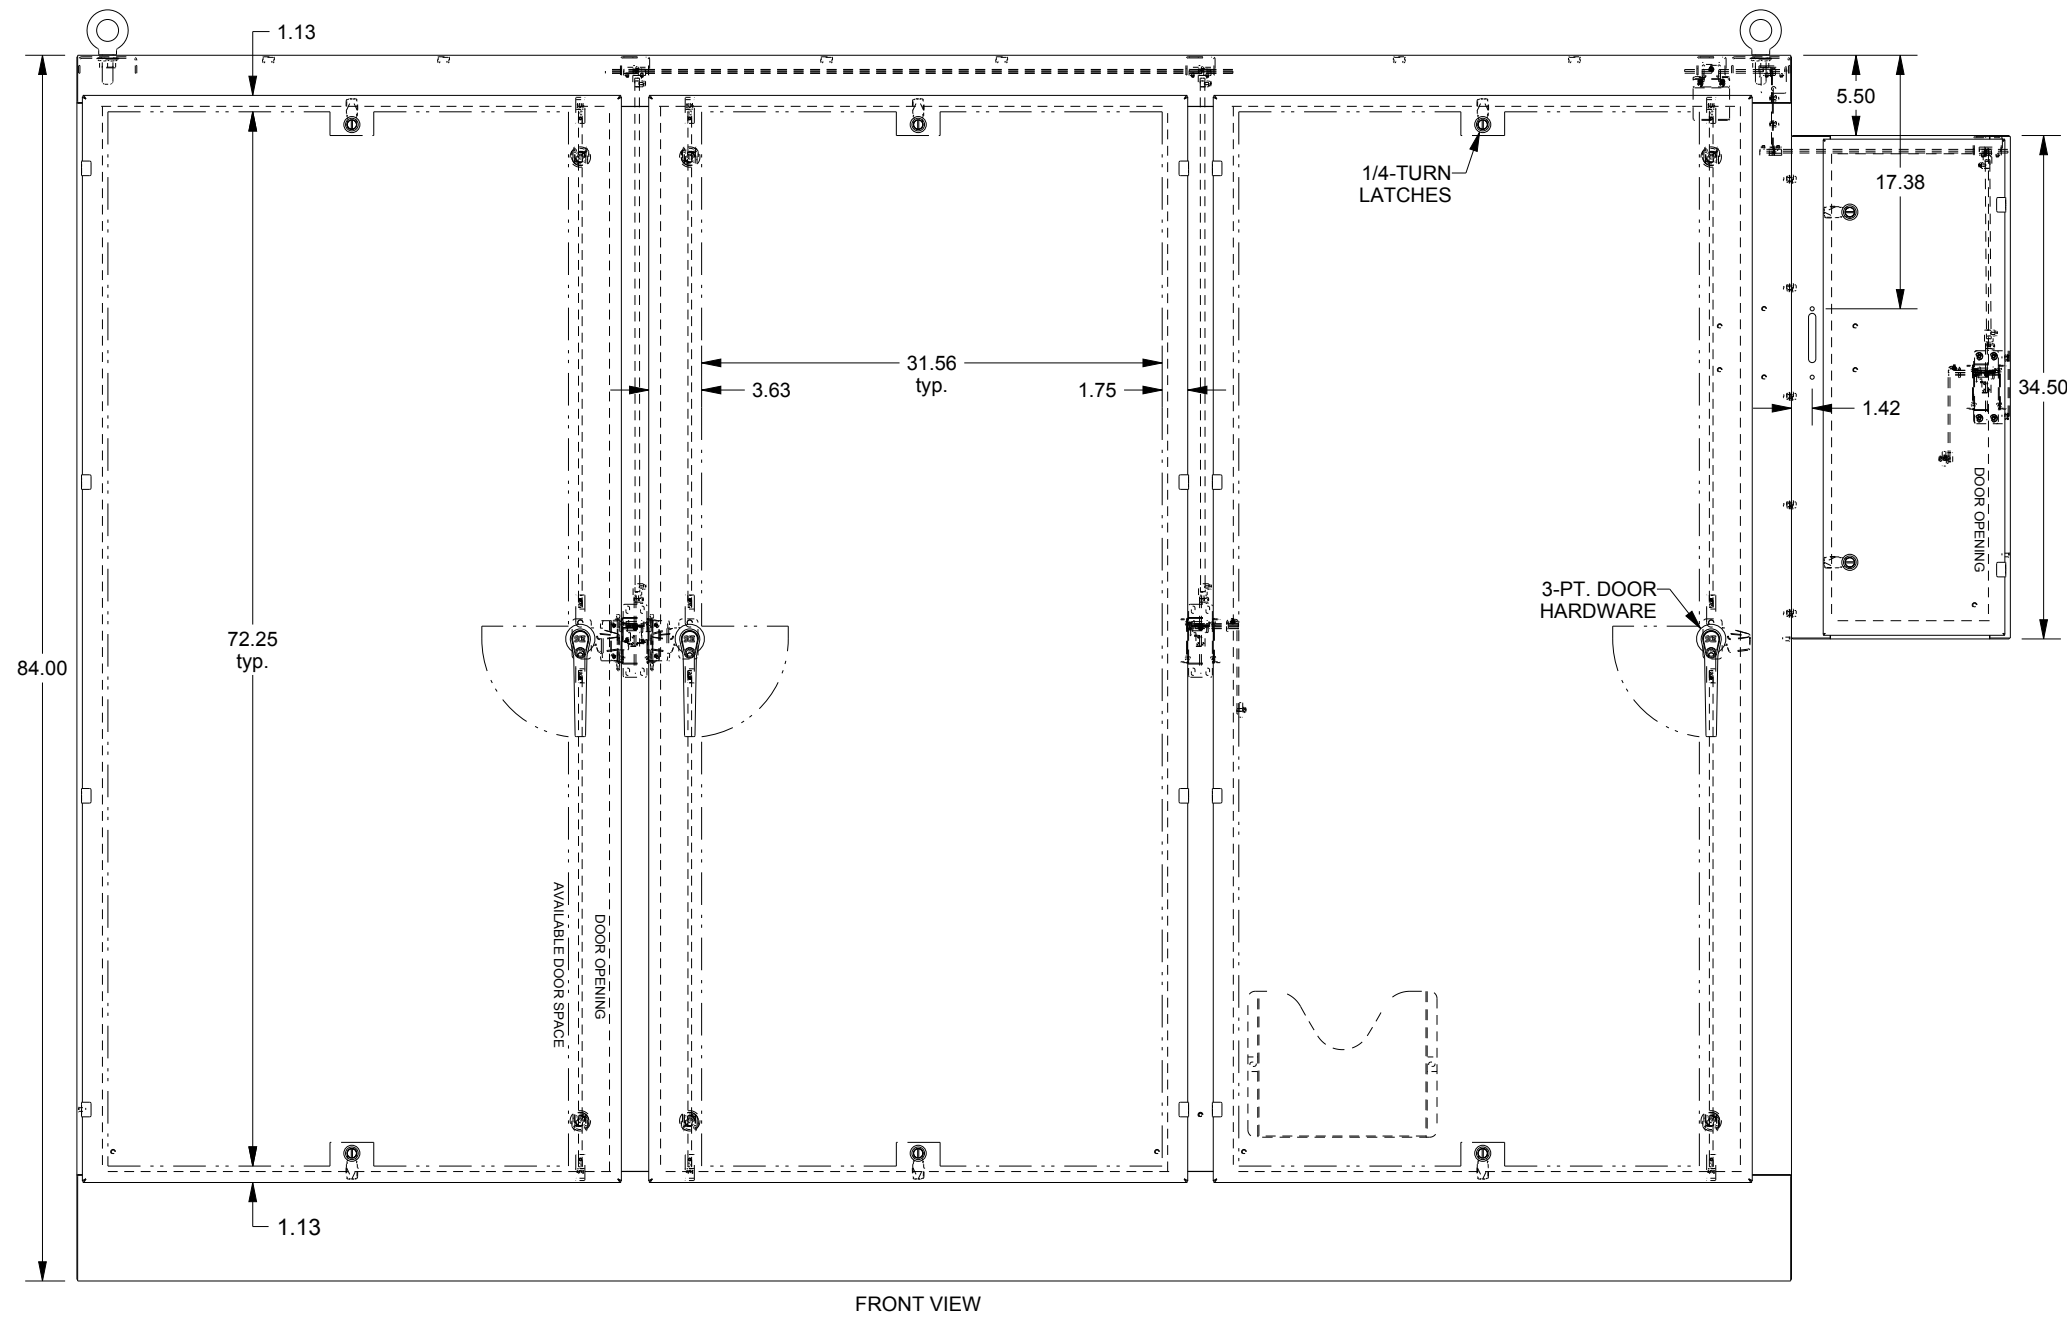 1.13
5.50
1/4-TURN
LATCHES
17.38
31.56
typ.
3.63
1.75
34.50
1.42
DOOR OPENING
3-PT. DOOR
HARDWARE
72.25
typ.
84.00
AVAILABLE DOOR SPACE
DOOR OPENING
1.13
FRONT VIEW